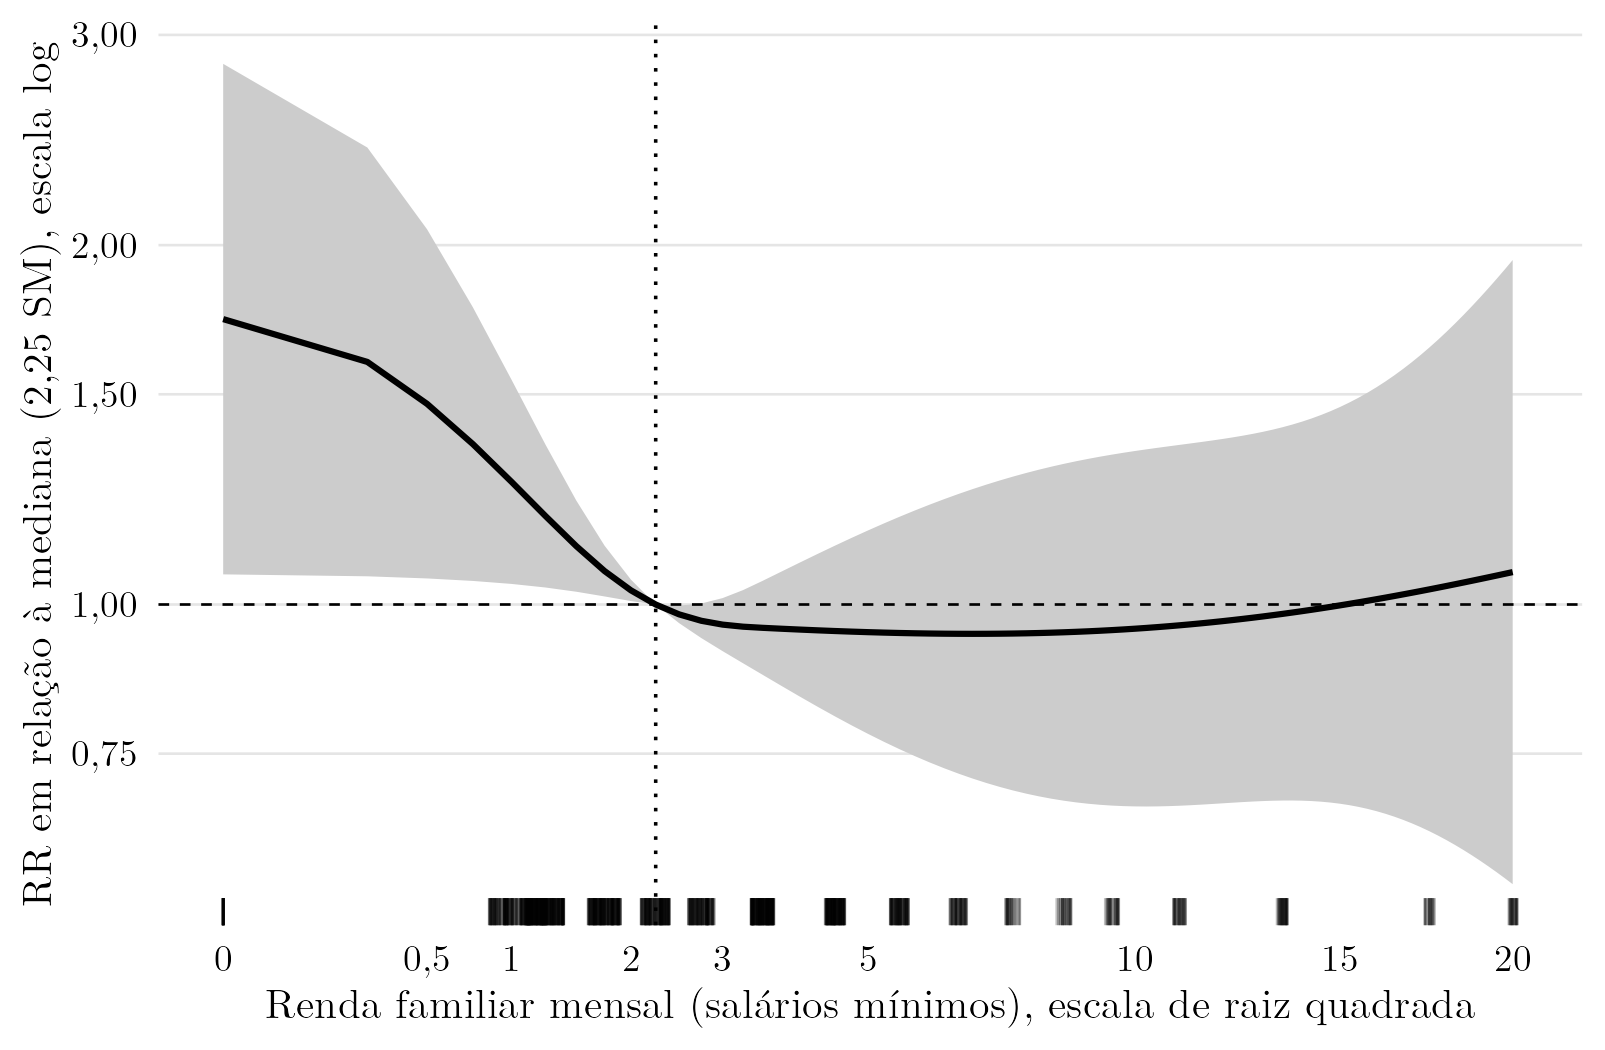 RR em relação à mediana (2,25 SM), escala log
3,00
2,00
1,50
1,00
0,75
0 0,5 1 2 3 5 10 15 20
Renda familiar mensal (salários mínimos), escala de raiz quadrada